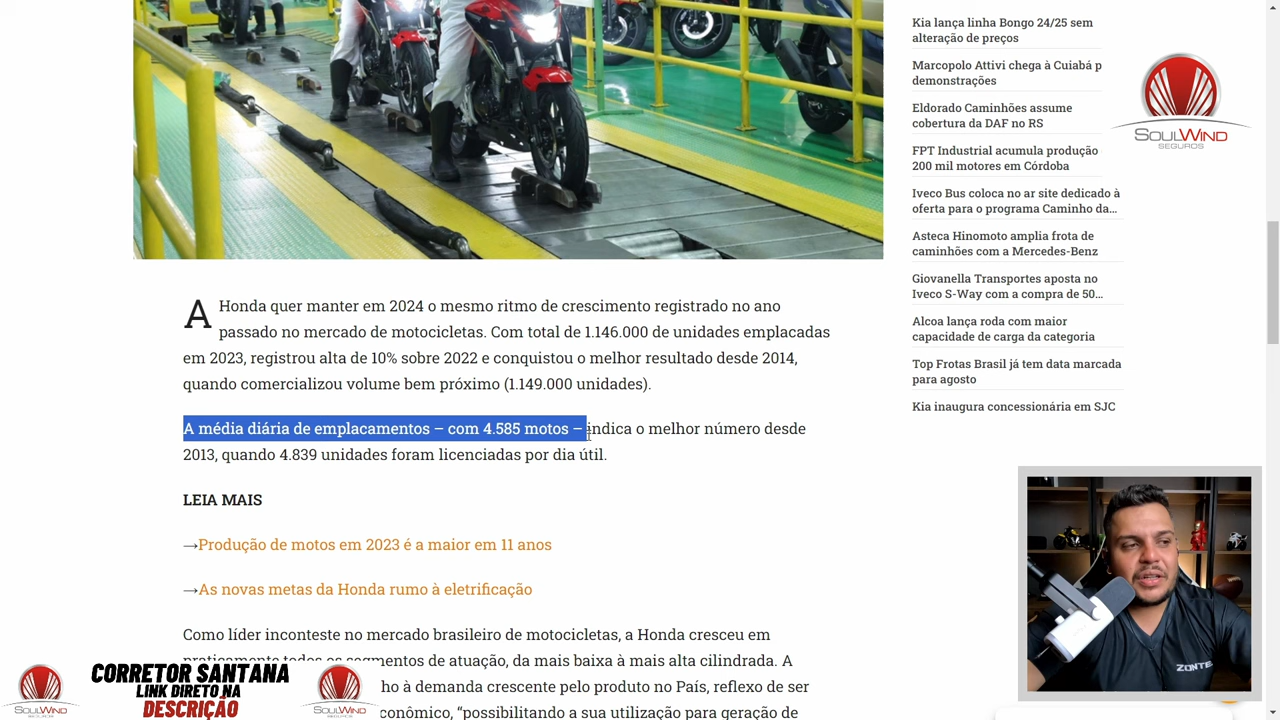 Kia lança linha Bongo 24/25 sem
alteração de preços
Marcopolo Attivi chega à Cuiabá p
demonstrações
Eldorado Caminhões assume
cobertura da DAF no RS
FPT Industrial acumula produção
200 mil motores em Córdoba
Iveco Bus coloca no ar site dedicado à
oferta para o programa Caminho da...
Asteca Hinomoto amplia frota de
caminhões com a Mercedes-Benz
Giovanella Transportes aposta no
Iveco S-Way com a compra de 50...
Alcoa lança roda com maior
capacidade de carga da categoria
Top Frotas Brasil já tem data marcada
para agosto
Kia inaugura concessionária em SJC
SOULWIND
SEGUROS
A Honda quer manter em 2024 o mesmo ritmo de crescimento registrado no ano
passado no mercado de motocicletas. Com total de 1.146.000 de unidades emplacadas
em 2023, registrou alta de 10% sobre 2022 e conquistou o melhor resultado desde 2014,
quando comercializou volume bem próximo (1.149.000 unidades).
A média diária de emplacamentos – com 4.585 motos – indica o melhor número desde
2013, quando 4.839 unidades foram licenciadas por dia útil.
LEIA MAIS
→Produção de motos em 2023 é a maior em 11 anos
→As novas metas da Honda rumo à eletrificação
Como líder inconteste no mercado brasileiro de motocicletas, a Honda cresceu em
praticamente todos os segmentos de atuação, da mais baixa à mais alta cilindrada. A
ho à demanda crescente pelo produto no País, reflexo de ser
conômico, “possibilitando a sua utilização para geração de
SOULWIND
SEGUROS
CORRETOR SANTANA
LINK DIRETO NA
DESCRIÇÃO
SOULWIND
SEGUROS
ZONTES